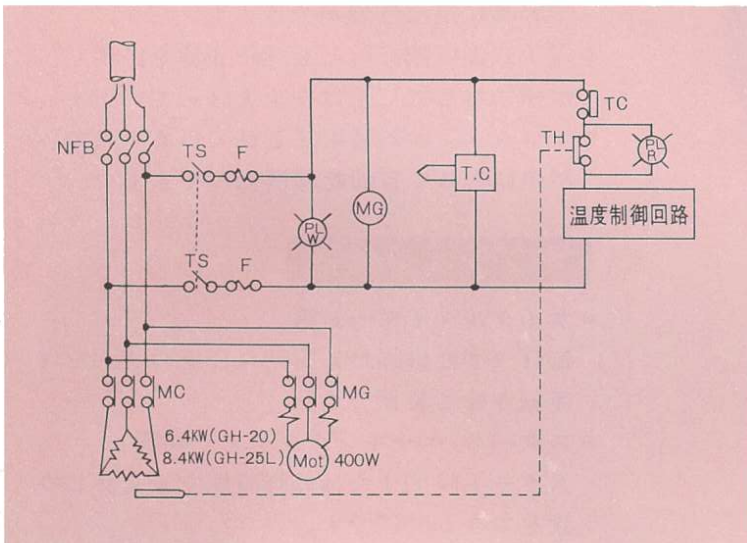 NFB
TS
F
TC
TH
PL
R
T.C
MG
PL
W
温度制御回路
TS
F
MC
MG
6.4KW(GH-20)
8.4KW(GH-25L)
Mot
400W